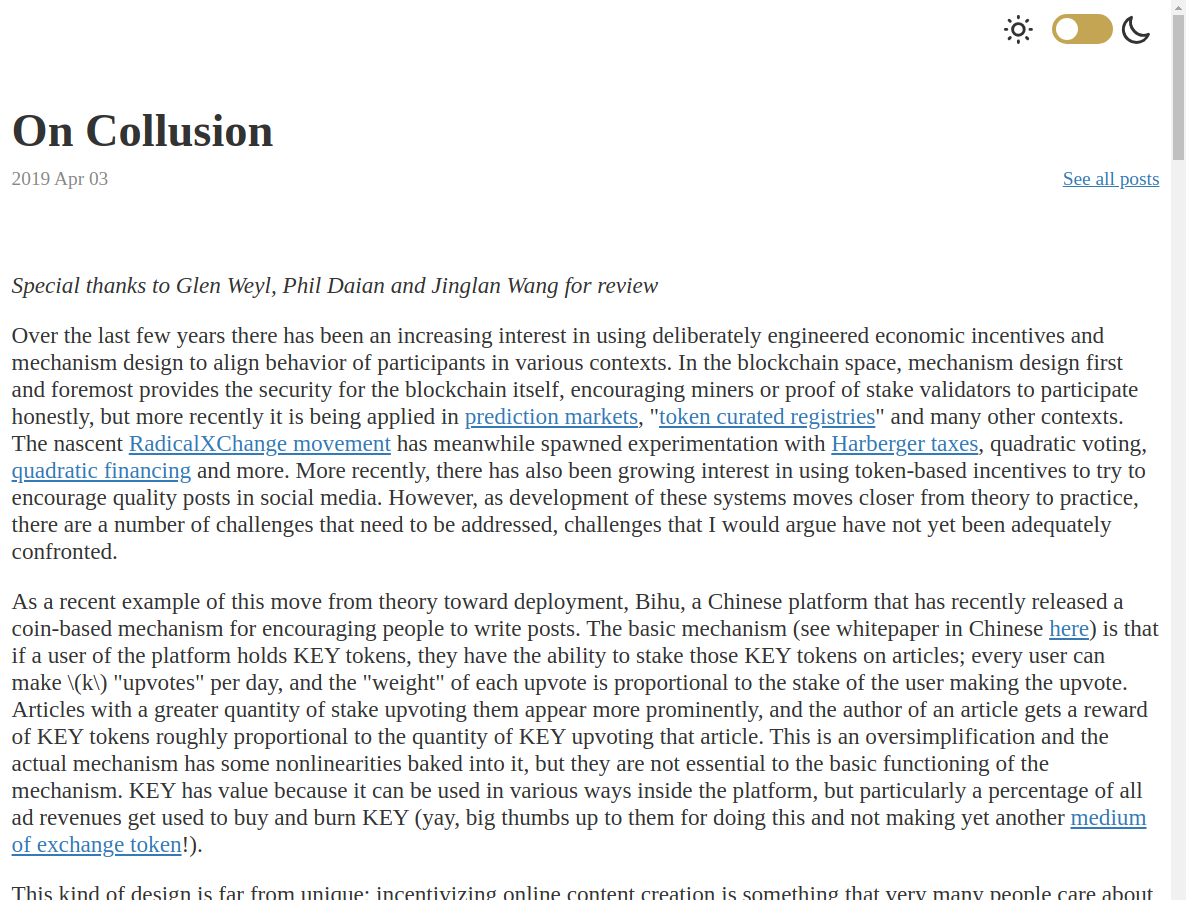 On Collusion
2019 Apr 03
See all posts
Special thanks to Glen Weyl, Phil Daian and Jinglan Wang for review
Over the last few years there has been an increasing interest in using deliberately engineered economic incentives and
mechanism design to align behavior of participants in various contexts. In the blockchain space, mechanism design first
and foremost provides the security for the blockchain itself, encouraging miners or proof of stake validators to participate
honestly, but more recently it is being applied in prediction markets, "token curated registries" and many other contexts.
The nascent RadicalXChange movement has meanwhile spawned experimentation with Harberger taxes, quadratic voting,
quadratic financing and more. More recently, there has also been growing interest in using token-based incentives to try to
encourage quality posts in social media. However, as development of these systems moves closer from theory to practice,
there are a number of challenges that need to be addressed, challenges that I would argue have not yet been adequately
confronted.
As a recent example of this move from theory toward deployment, Bihu, a Chinese platform that has recently released a
coin-based mechanism for encouraging people to write posts. The basic mechanism (see whitepaper in Chinese here) is that
if a user of the platform holds KEY tokens, they have the ability to stake those KEY tokens on articles; every user can
make \(k\) "upvotes" per day, and the "weight" of each upvote is proportional to the stake of the user making the upvote.
Articles with a greater quantity of stake upvoting them appear more prominently, and the author of an article gets a reward
of KEY tokens roughly proportional to the quantity of KEY upvoting that article. This is an oversimplification and the
actual mechanism has some nonlinearities baked into it, but they are not essential to the basic functioning of the
mechanism. KEY has value because it can be used in various ways inside the platform, but particularly a percentage of all
ad revenues get used to buy and burn KEY (yay, big thumbs up to them for doing this and not making yet another medium
of exchange token!).
This kind of design is far from unique; incentivizing online content creation is something that very many people care about